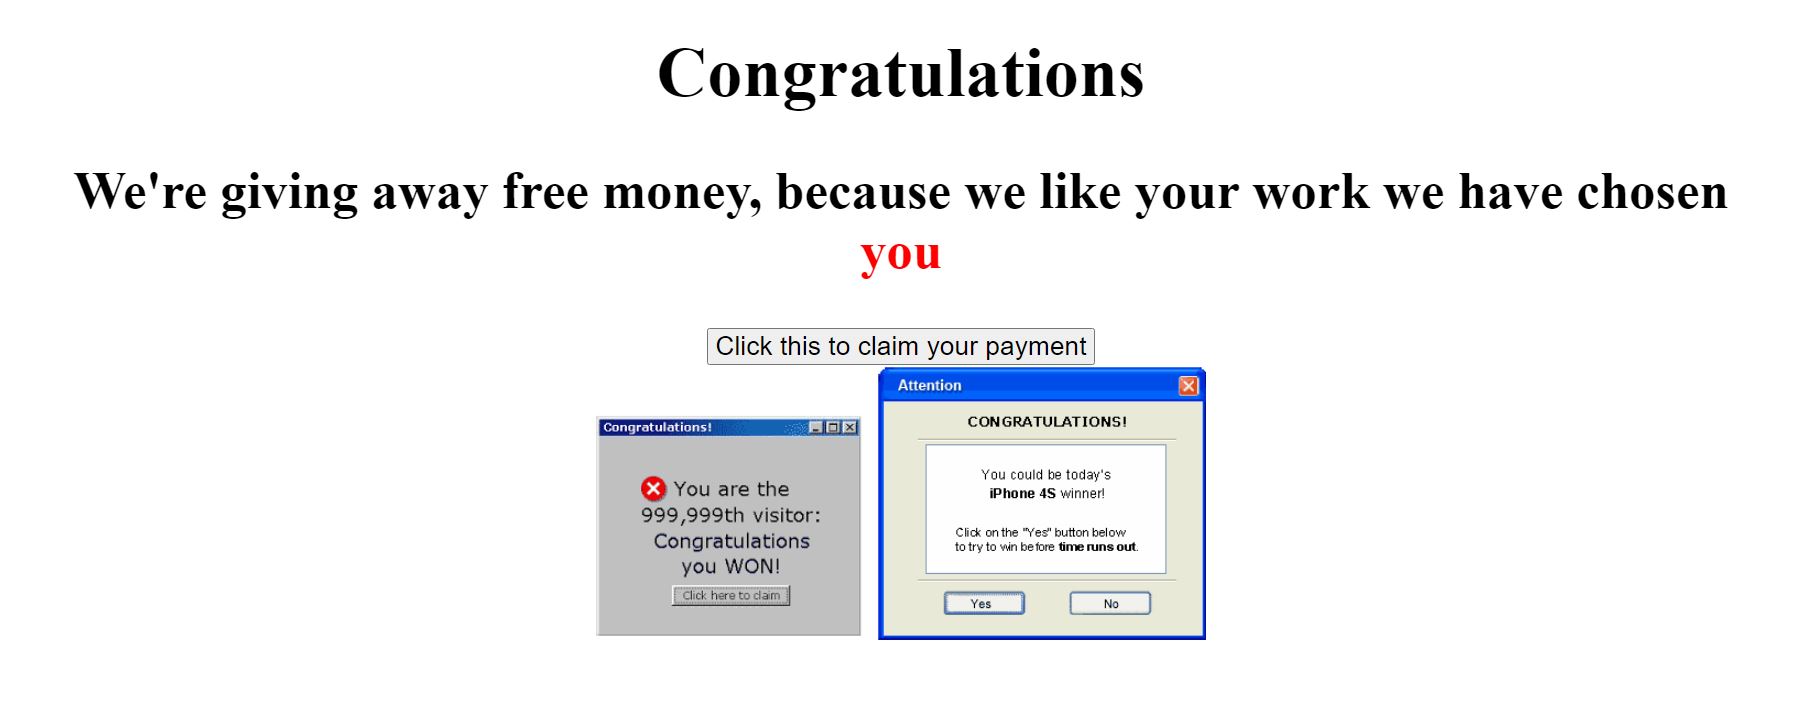 Congratulations
We're giving away free money, because we like your work we have chosen
you
Click this to claim your payment
Congratulations!
You are the
999,999th visitor:
Congratulations
you WON!
Click here to claim
Attention
CONGRATULATIONS!
You could be today's
iPhone 4S winner!
Click on the "Yes" button below
to try to win before time runs out.
Yes
No